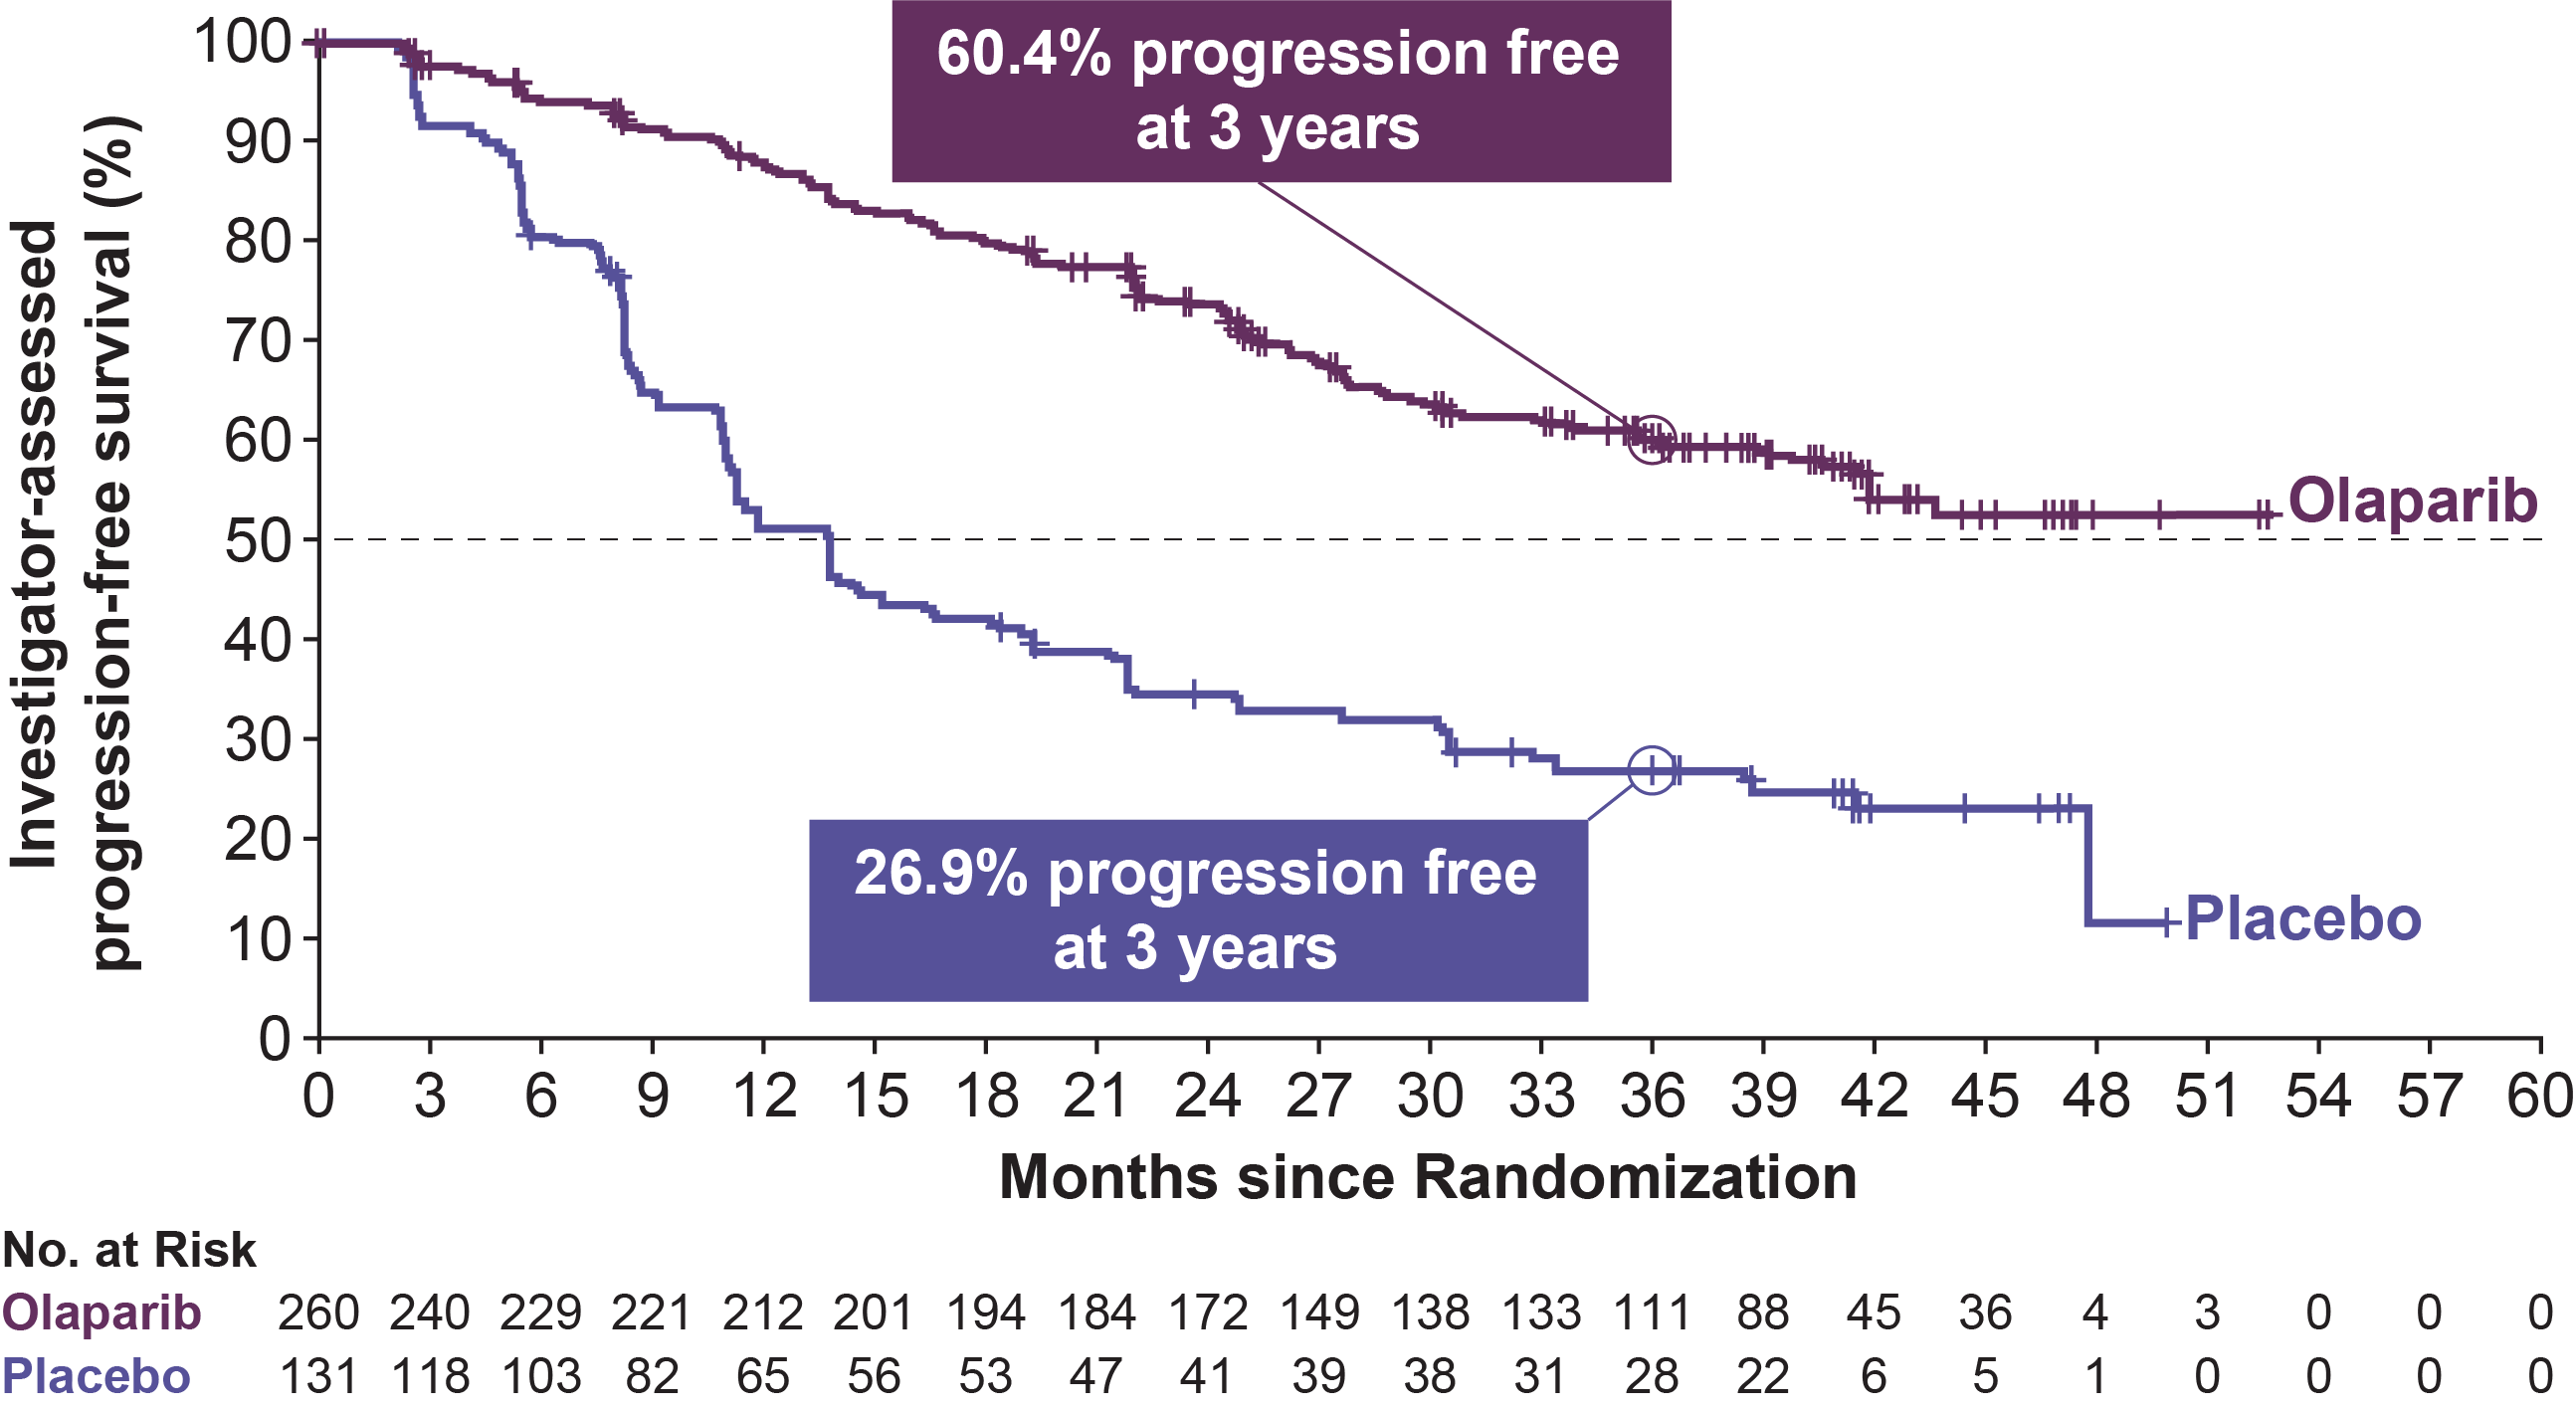 Investigator-assessed
progression-free survival (%)
100
90
80
70
60
50
40
30
20
10
0
60.4% progression free
at 3 years
Olaparib
26.9% progression free
at 3 years
Placebo
0 3 6 9 12 15 18 21 24 27 30 33 36 39 42 45 48 51 54 57 60
Months since Randomization
No. at Risk
Olaparib 260 240 229 221 212 201 194 184 172 149 138 133 111 88 45 36 4 3 0 0 0
Placebo 131 118 103 82 65 56 53 47 41 39 38 31 28 22 6 5 1 0 0 0 0